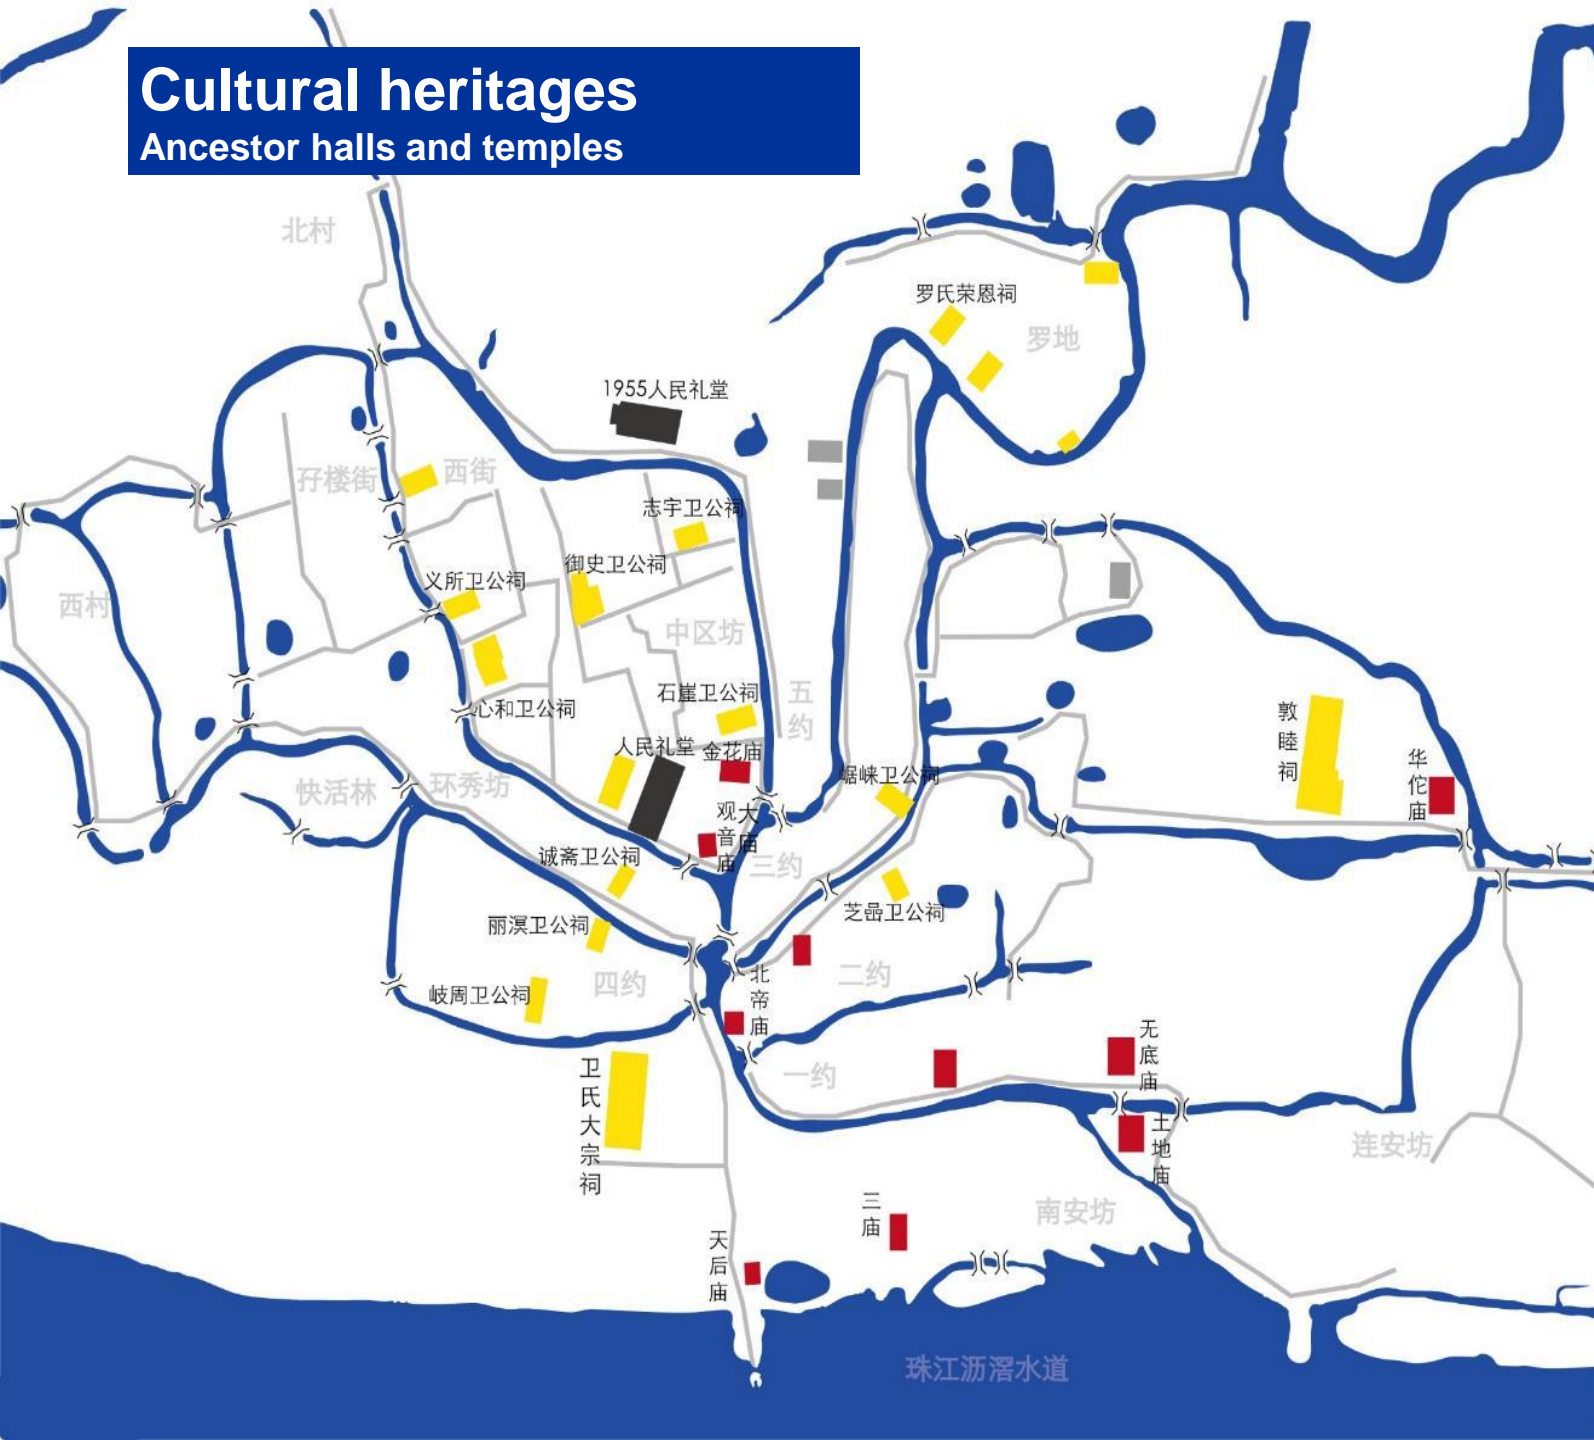 Cultural heritages
Ancestor halls and temples
北村
罗氏荣恩祠
罗地
1955人民礼堂
孖楼街
西街
志宇卫公祠
御史卫公祠
义所卫公祠
西村
中区坊
石崖卫公祠
五约
心和卫公祠
敦睦祠
人民礼堂
金花庙
华佗庙
崌崃卫公祠
快活林
环秀坊
观音庙
大庙
诚斋卫公祠
三约
芝喦卫公祠
丽溟卫公祠
四约
二约
北帝庙
岐周卫公祠
无底庙
卫氏大宗祠
一约
土地庙
连安坊
三庙
南安坊
天后庙
珠江沥滘水道